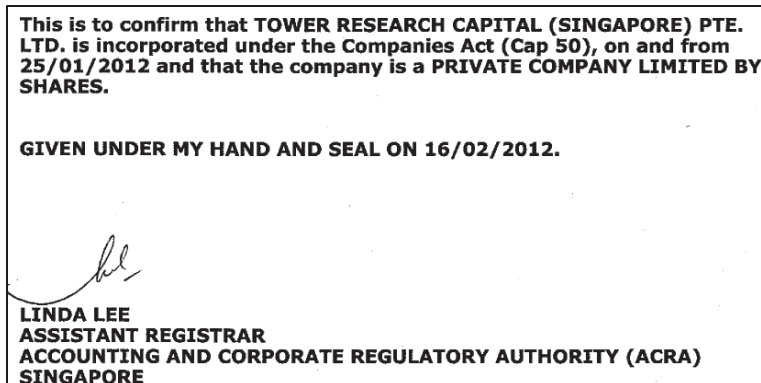 This is to confirm that TOWER RESEARCH CAPITAL (SINGAPORE) PTE.
LTD. is incorporated under the Companies Act (Cap 50), on and from
25/01/2012 and that the company is a PRIVATE COMPANY LIMITED BY
SHARES.
GIVEN UNDER MY HAND AND SEAL ON 16/02/2012.
LINDA LEE
ASSISTANT REGISTRAR
ACCOUNTING AND CORPORATE REGULATORY AUTHORITY (ACRA)
SINGAPORE